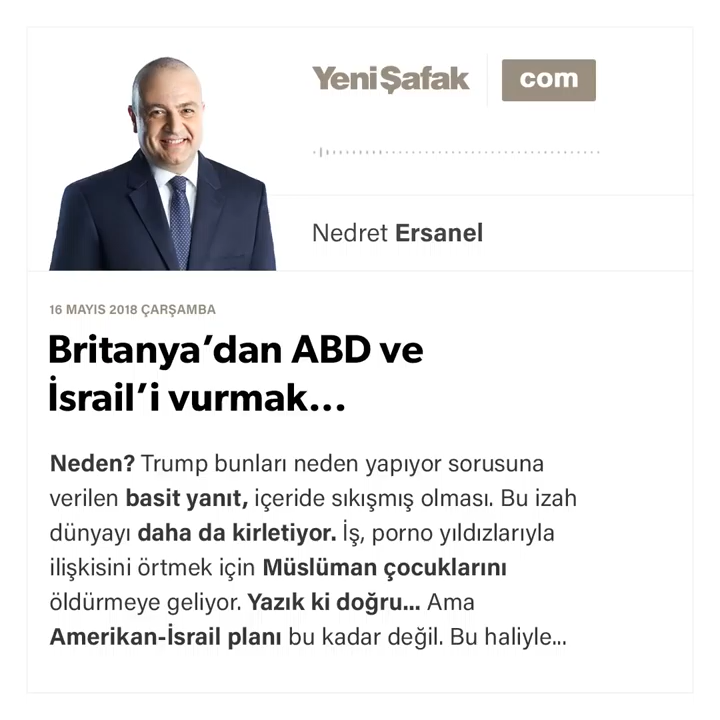 YeniŞafak com
Nedret Ersanel
16 MAYIS 2018 ÇARŞAMBA
Britanya’dan ABD ve
İsrail’i vurmak...
Neden? Trump bunları neden yapıyor sorusuna
verilen basit yanıt, içeride sıkışmış olması. Bu izah
dünyayı daha da kirletiyor. İş, porno yıldızlarıyla
ilişkisini örtmek için Müslüman çocuklarını
öldürmeye geliyor. Yazık ki doğru... Ama
Amerikan-İsrail planı bu kadar değil. Bu haliyle...